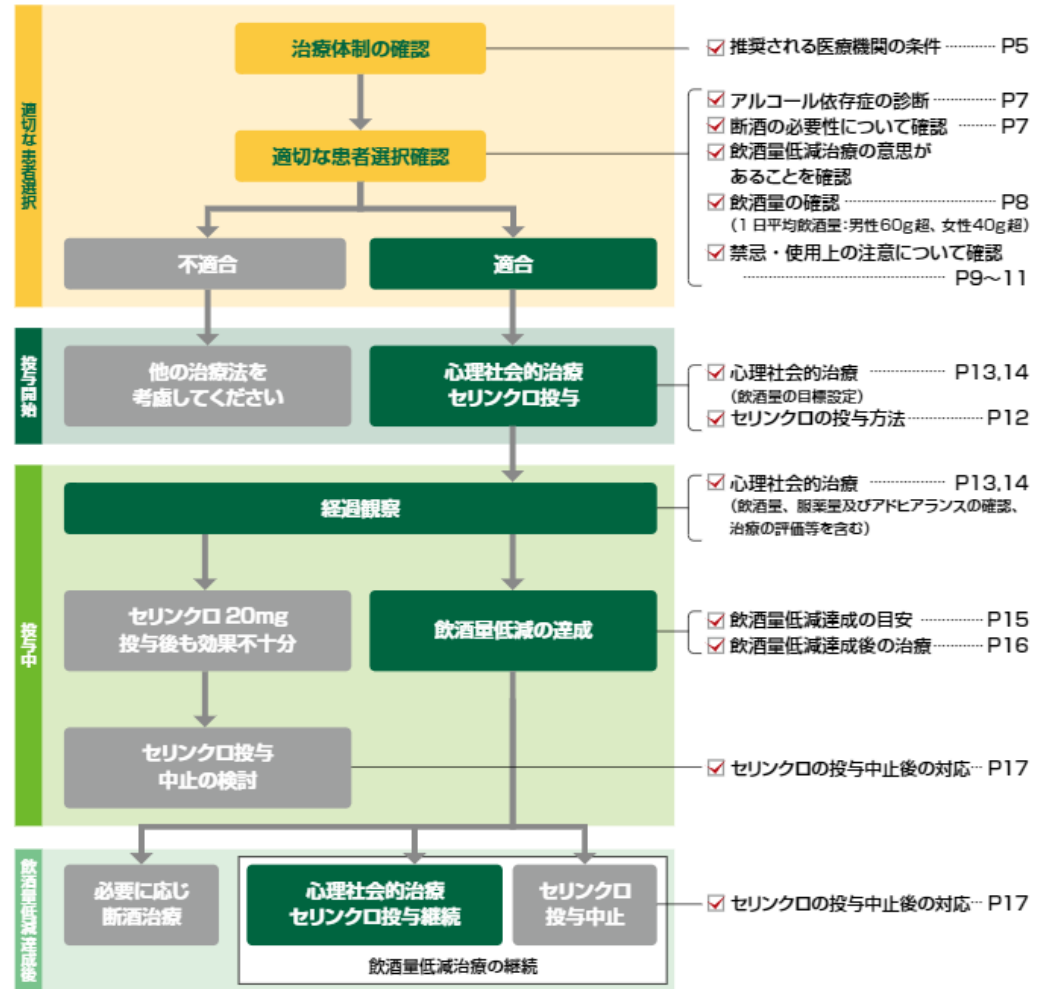 適切な患者選択
治療体制の確認
推奨される医療機関の条件 ………… P5
適切な患者選択確認
アルコール依存症の診断 ………… P7
断酒の必要性について確認 ……… P7
飲酒量低減治療の意思が
あることを確認
飲酒量の確認 ………… P8
(1日平均飲酒量:男性60g超、女性40g超)
禁忌・使用上の注意について確認
………… P9〜11
不適合
適合
投与開始
他の治療法を
考慮してください
心理社会的治療
セリンクロ投与
心理社会的治療 ………… P13,14
(飲酒量の目標設定)
セリンクロの投与方法 ………… P12
投与中
経過観察
心理社会的治療 ………… P13,14
(飲酒量、服薬量及びアドヒアランスの確認、
治療の評価等を含む)
セリンクロ 20mg
投与後も効果不十分
飲酒量低減の達成
飲酒量低減達成の目安 ………… P15
飲酒量低減達成後の治療 ………… P16
セリンクロ投与
中止の検討
セリンクロの投与中止後の対応… P17
飲酒量低減達成後
必要に応じ
断酒治療
心理社会的治療
セリンクロ投与継続
セリンクロ
投与中止
セリンクロの投与中止後の対応… P17
飲酒量低減治療の継続